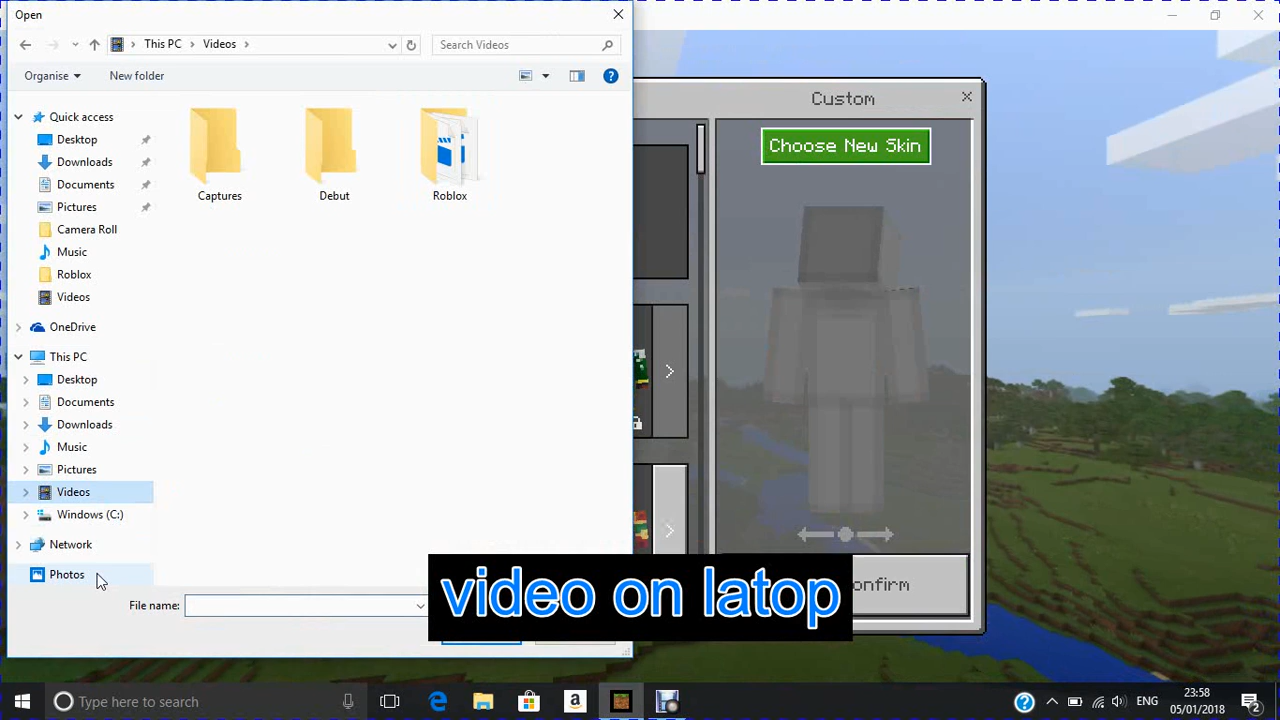 Open
This PC
Videos
Search Videos
Organise
New folder
Quick access
Desktop
Downloads
Documents
Pictures
Camera Roll
Music
Roblox
Videos
OneDrive
This PC
Desktop
Documents
Downloads
Music
Pictures
Videos
Windows (C:)
Network
Photos
Captures
Debut
Roblox
File name:
Custom
Choose New Skin
onfirm
video on latop
Type here to search
ENG
23:58
05/01/2018
2